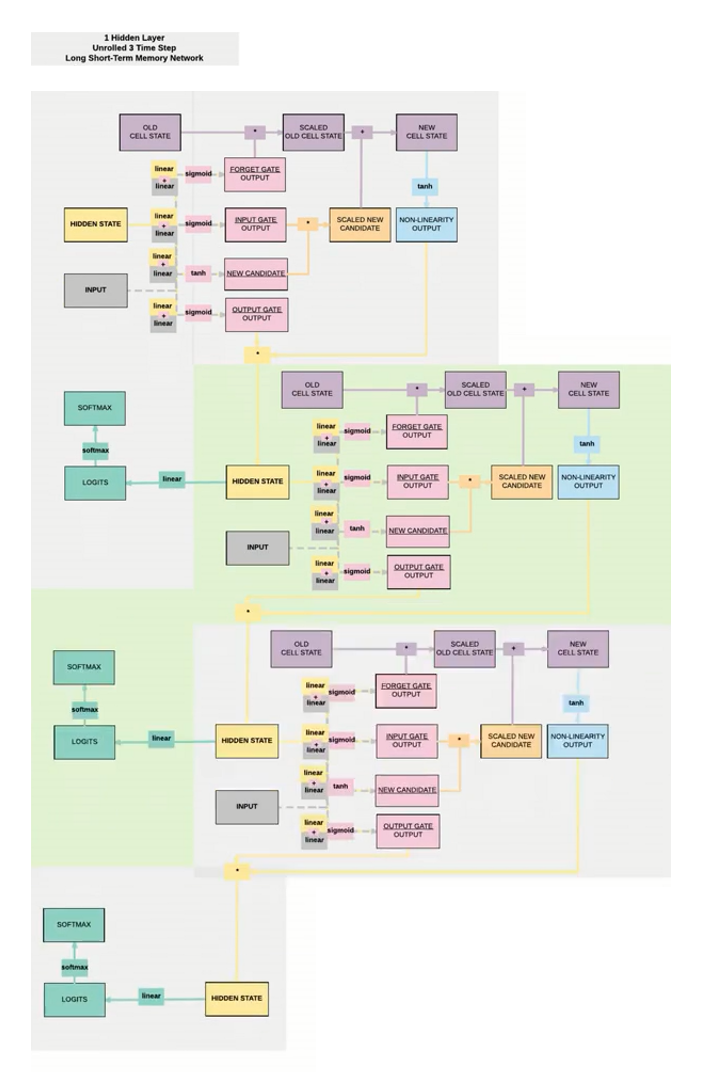 1 Hidden Layer
Unrolled 3 Time Step
Long Short-Term Memory Network
OLD
CELL STATE
*
SCALED
OLD CELL STATE
+
NEW
CELL STATE
linear
+
linear
sigmoid
FORGET GATE
OUTPUT
tanh
HIDDEN STATE
linear
+
linear
sigmoid
INPUT GATE
OUTPUT
*
SCALED NEW
CANDIDATE
NON-LINEARITY
OUTPUT
linear
+
linear
tanh
NEW CANDIDATE
INPUT
linear
+
linear
sigmoid
OUTPUT GATE
OUTPUT
*
OLD
CELL STATE
*
SCALED
OLD CELL STATE
+
NEW
CELL STATE
SOFTMAX
softmax
LOGITS
linear
linear
+
linear
sigmoid
FORGET GATE
OUTPUT
tanh
HIDDEN STATE
linear
+
linear
sigmoid
INPUT GATE
OUTPUT
*
SCALED NEW
CANDIDATE
NON-LINEARITY
OUTPUT
linear
+
linear
tanh
NEW CANDIDATE
INPUT
linear
+
linear
sigmoid
OUTPUT GATE
OUTPUT
*
OLD
CELL STATE
*
SCALED
OLD CELL STATE
+
NEW
CELL STATE
SOFTMAX
softmax
LOGITS
linear
linear
+
linear
sigmoid
FORGET GATE
OUTPUT
tanh
HIDDEN STATE
linear
+
linear
sigmoid
INPUT GATE
OUTPUT
*
SCALED NEW
CANDIDATE
NON-LINEARITY
OUTPUT
linear
+
linear
tanh
NEW CANDIDATE
INPUT
linear
+
linear
sigmoid
OUTPUT GATE
OUTPUT
*
SOFTMAX
softmax
LOGITS
linear
HIDDEN STATE